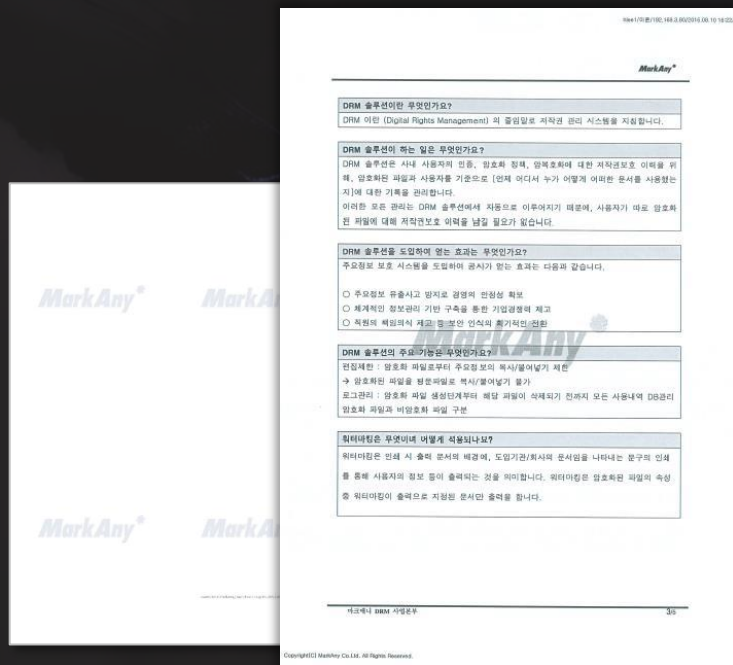 MarkAny
DRM 솔루션이란 무엇인가요?
DRM 이란 (Digital Rights Management) 의 줄임말로 저작권 관리 시스템을 지칭합니다.
DRM 솔루션이 하는 일은 무엇인가요?
DRM 솔루션은 사내 사용자의 인증, 암호화 정책, 암복호화에 대한 저작권보호 이력을 위
해, 암호화된 파일과 사용자를 기준으로 [언제 어디서 누가 어떻게 어떠한 문서를 사용했는
지]에 대한 기록을 관리합니다.
이러한 모든 관리는 DRM 솔루션에서 자동으로 이루어지기 때문에, 사용자가 따로 암호화
된 파일에 대해 저작권보호 이력을 남길 필요가 없습니다.
DRM 솔루션을 도입하여 얻는 효과는 무엇인가요?
주요정보 보호 시스템을 도입하여 공사가 얻는 효과는 다음과 같습니다.
○ 주요정보 유출사고 방지로 경영의 안정성 확보
○ 체계적인 정보관리 기반 구축을 통한 기업경쟁력 제고
○ 직원의 책임의식 제고 등 보안 인식의 획기적인 전환
MarkAny
DRM 솔루션의 주요 기능은 무엇인가요?
편집제한 : 암호화 파일로부터 주요정보의 복사/붙여넣기 제한
→ 암호화된 파일을 평문파일로 복사/붙여넣기 불가
로그관리 : 암호화 파일 생성단계부터 해당 파일이 삭제되기 전까지 모든 사용내역 DB관리
암호화 파일과 비암호화 파일 구분
워터마킹은 무엇이며 어떻게 적용되나요?
워터마킹은 인쇄 시 출력 문서의 배경에, 도입기관/회사의 문서임을 나타내는 문구의 인쇄
를 통해 사용자의 정보 등이 출력되는 것을 의미합니다. 워터마킹은 암호화된 파일의 속성
중 워터마킹이 출력으로 지정된 문서만 출력을 합니다.
마크애니 DRM 사업본부
3/6
Copyright[C] MarkAny Co.Ltd. All Rights Reserved.
MarkAny
MarkA
MarkAny
MarkA